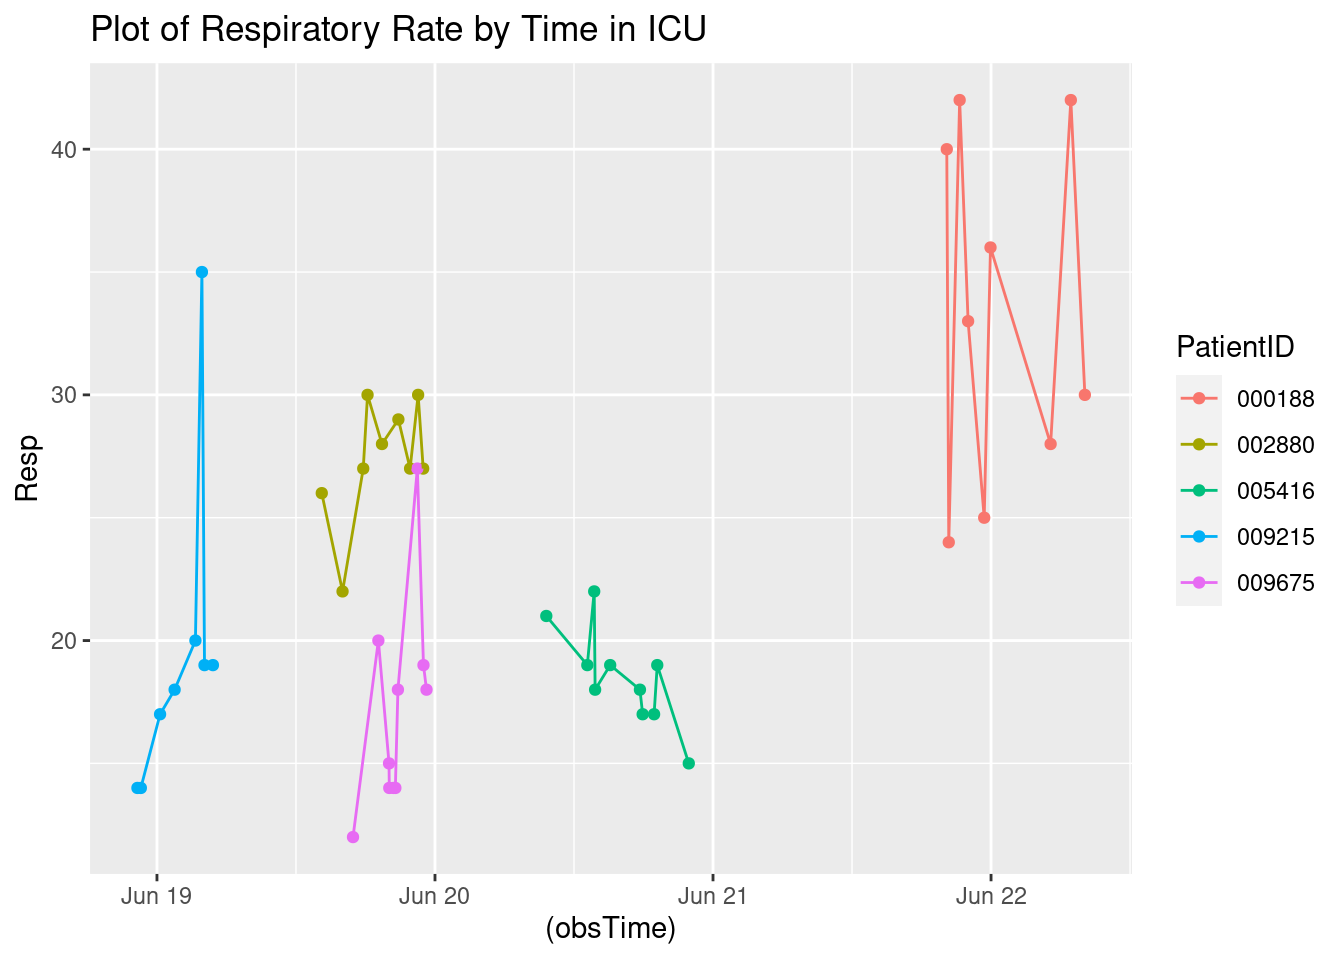 Plot of Respiratory Rate by Time in ICU
40
30
20
Resp
Jun 19
Jun 20
Jun 21
Jun 22
(obsTime)
PatientID
000188
002880
005416
009215
009675